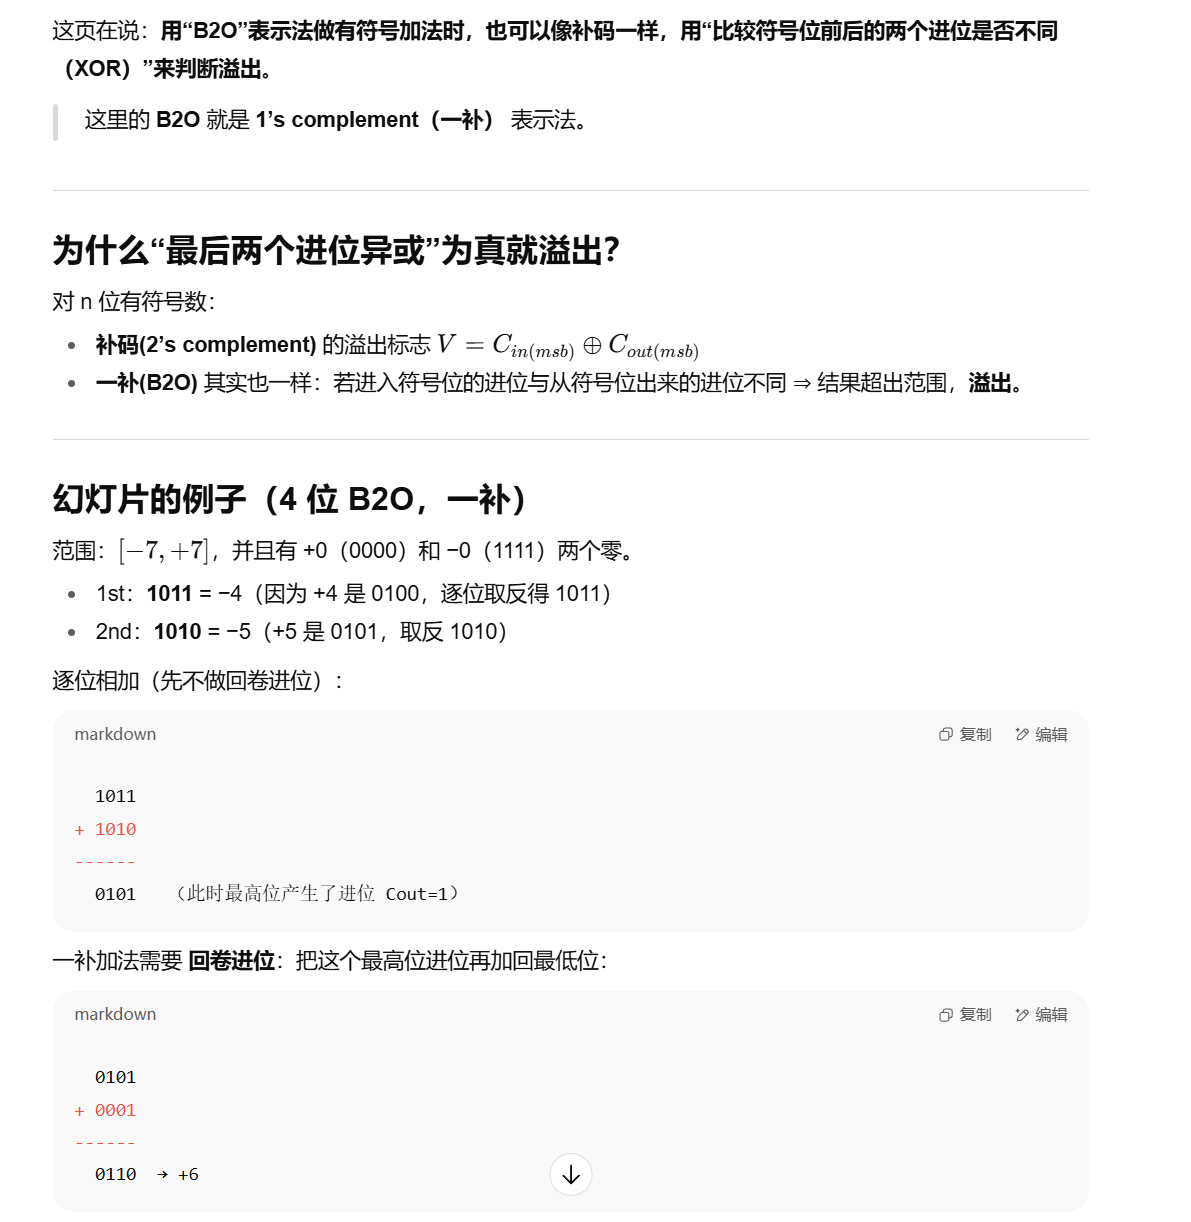 这页在说：用“B2O”表示法做有符号加法时，也可以像补码一样，用“比较符号位前后的两个进位是否不同
（XOR）”来判断溢出。
这里的 B2O 就是 1’s complement（一补） 表示法。
为什么“最后两个进位异或”为真就溢出？
对 n 位有符号数：
• 补码(2’s complement) 的溢出标志 V = C_{in(msb)} ⊕ C_{out(msb)}
• 一补(B2O) 其实也一样：若进入符号位的进位与从符号位出来的进位不同 ⇒ 结果超出范围，溢出。
幻灯片的例子（4 位 B2O，一补）
范围：[−7, +7]，并且有 +0（0000）和 −0（1111）两个零。
• 1st：1011 = −4（因为 +4 是 0100，逐位取反得 1011）
• 2nd：1010 = −5（+5 是 0101，取反 1010）
逐位相加（先不做回卷进位）：
markdown 复制 编辑
1011
+ 1010
------
0101 （此时最高位产生了进位 Cout=1）
一补加法需要 回卷进位：把这个最高位进位再加回最低位：
markdown 复制 编辑
0101
+ 0001
------
0110 → +6